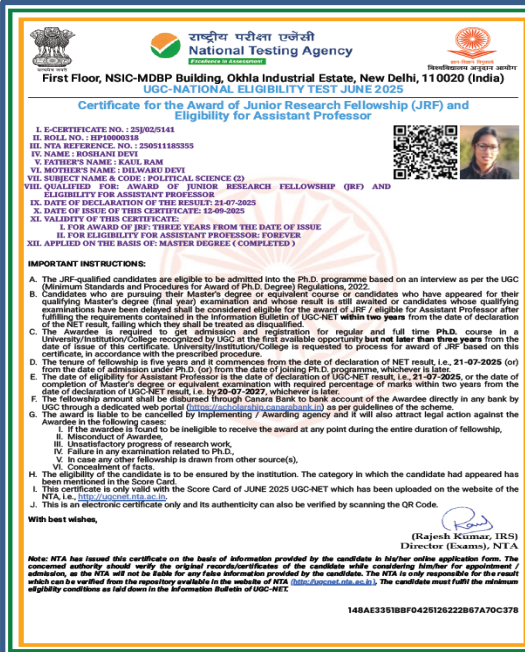 राष्ट्रीय परीक्षा एजेंसी
National Testing Agency
Excellence in Assessment
विश्वविद्यालय अनुदान आयोग
First Floor, NSIC-MDBP Building, Okhla Industrial Estate, New Delhi, 110020 (India)
UGC-NATIONAL ELIGIBILITY TEST JUNE 2025
Certificate for the Award of Junior Research Fellowship (JRF) and
Eligibility for Assistant Professor
I. E-CERTIFICATE NO. : 25J/02/5141
II. ROLL NO. : HP10000318
III. NTA REFERENCE. NO. : 250511185355
IV. NAME : ROSHANI DEVI
V. FATHER'S NAME : KAUL RAM
VI. MOTHER'S NAME : DILWARU DEVI
VII. SUBJECT NAME & CODE : POLITICAL SCIENCE (2)
VIII. QUALIFIED FOR: AWARD OF JUNIOR RESEARCH FELLOWSHIP (JRF) AND
ELIGIBILITY FOR ASSISTANT PROFESSOR
IX. DATE OF DECLARATION OF THE RESULT: 21-07-2025
X. DATE OF ISSUE OF THIS CERTIFICATE: 12-09-2025
XI. VALIDITY OF THIS CERTIFICATE:
I. FOR AWARD OF JRF: THREE YEARS FROM THE DATE OF ISSUE
II. FOR ELIGIBILITY FOR ASSISTANT PROFESSOR: FOREVER
XII. APPLIED ON THE BASIS OF: MASTER DEGREE ( COMPLETED )
IMPORTANT INSTRUCTIONS:
A. The JRF-qualified candidates are eligible to be admitted into the Ph.D. programme based on an interview as per the UGC
(Minimum Standards and Procedures for Award of Ph.D. Degree) Regulations, 2022.
B. Candidates who are pursuing their Master's degree or equivalent course or candidates who have appeared for their
qualifying Master's degree (final year) examination and whose result is still awaited or candidates whose qualifying
examinations have been delayed shall be considered eligible for the award of JRF / eligible for Assistant Professor after
fulfilling the requirements contained in the Information Bulletin of UGC-NET within two years from the date of declaration
of the NET result, failing which they shall be treated as disqualified.
C. The Awardee is required to get admission and registration for regular and full time Ph.D. course in a
University/Institution/College recognized by UGC at the first available opportunity but not later than three years from the
date of issue of this certificate. University/Institution/College is requested to process for award of JRF based on this
certificate, in accordance with the prescribed procedure.
D. The tenure of fellowship is five years and it commences from the date of declaration of NET result, i.e., 21-07-2025 (or)
from the date of admission under Ph.D. (or) from the date of joining Ph.D. programme, whichever is later.
E. The date of eligibility for Assistant Professor is the date of declaration of UGC-NET result, i.e., 21-07-2025, or the date of
completion of Master's degree or equivalent examination with required percentage of marks within two years from the
date of declaration of UGC-NET result, i.e. by 20-07-2027, whichever is later.
F. The fellowship amount shall be disbursed through Canara Bank to bank account of the Awardee directly in any bank by
UGC through a dedicated web portal (https://scholarship.canarabank.in) as per guidelines of the scheme.
G. The award is liable to be cancelled by Implementing / Awarding agency and it will also attract legal action against the
Awardee in the following cases:
I. If the awardee is found to be ineligible to receive the award at any point during the entire duration of fellowship,
II. Misconduct of Awardee,
III. Unsatisfactory progress of research work,
IV. Failure in any examination related to Ph.D.,
V. In case any other fellowship is drawn from other source(s),
VI. Concealment of facts.
H. The eligibility of the candidate is to be ensured by the institution. The category in which the candidate had appeared has
been mentioned in the Score Card.
I. This certificate is only valid with the Score Card of JUNE 2025 UGC-NET which has been uploaded on the website of the
NTA, i.e., http://ugcnet.nta.ac.in.
J. This is an electronic certificate only and its authenticity can also be verified by scanning the QR Code.
With best wishes,
(Rajesh Kumar, IRS)
Director (Exams), NTA
Note: NTA has issued this certificate on the basis of information provided by the candidate in his/her online application form. The
concerned authority should verify the original records/certificates of the candidate while considering him/her for appointment /
admission, as the NTA will not be liable for any false information provided by the candidate. The NTA is only responsible for the result
which can be verified from the repository available in the website of NTA (http://ugcnet.nta.ac.in). The candidate must fulfil the minimum
eligibility conditions as laid down in the Information Bulletin of UGC-NET.
148AE3351BBF0425126222B67A70C378